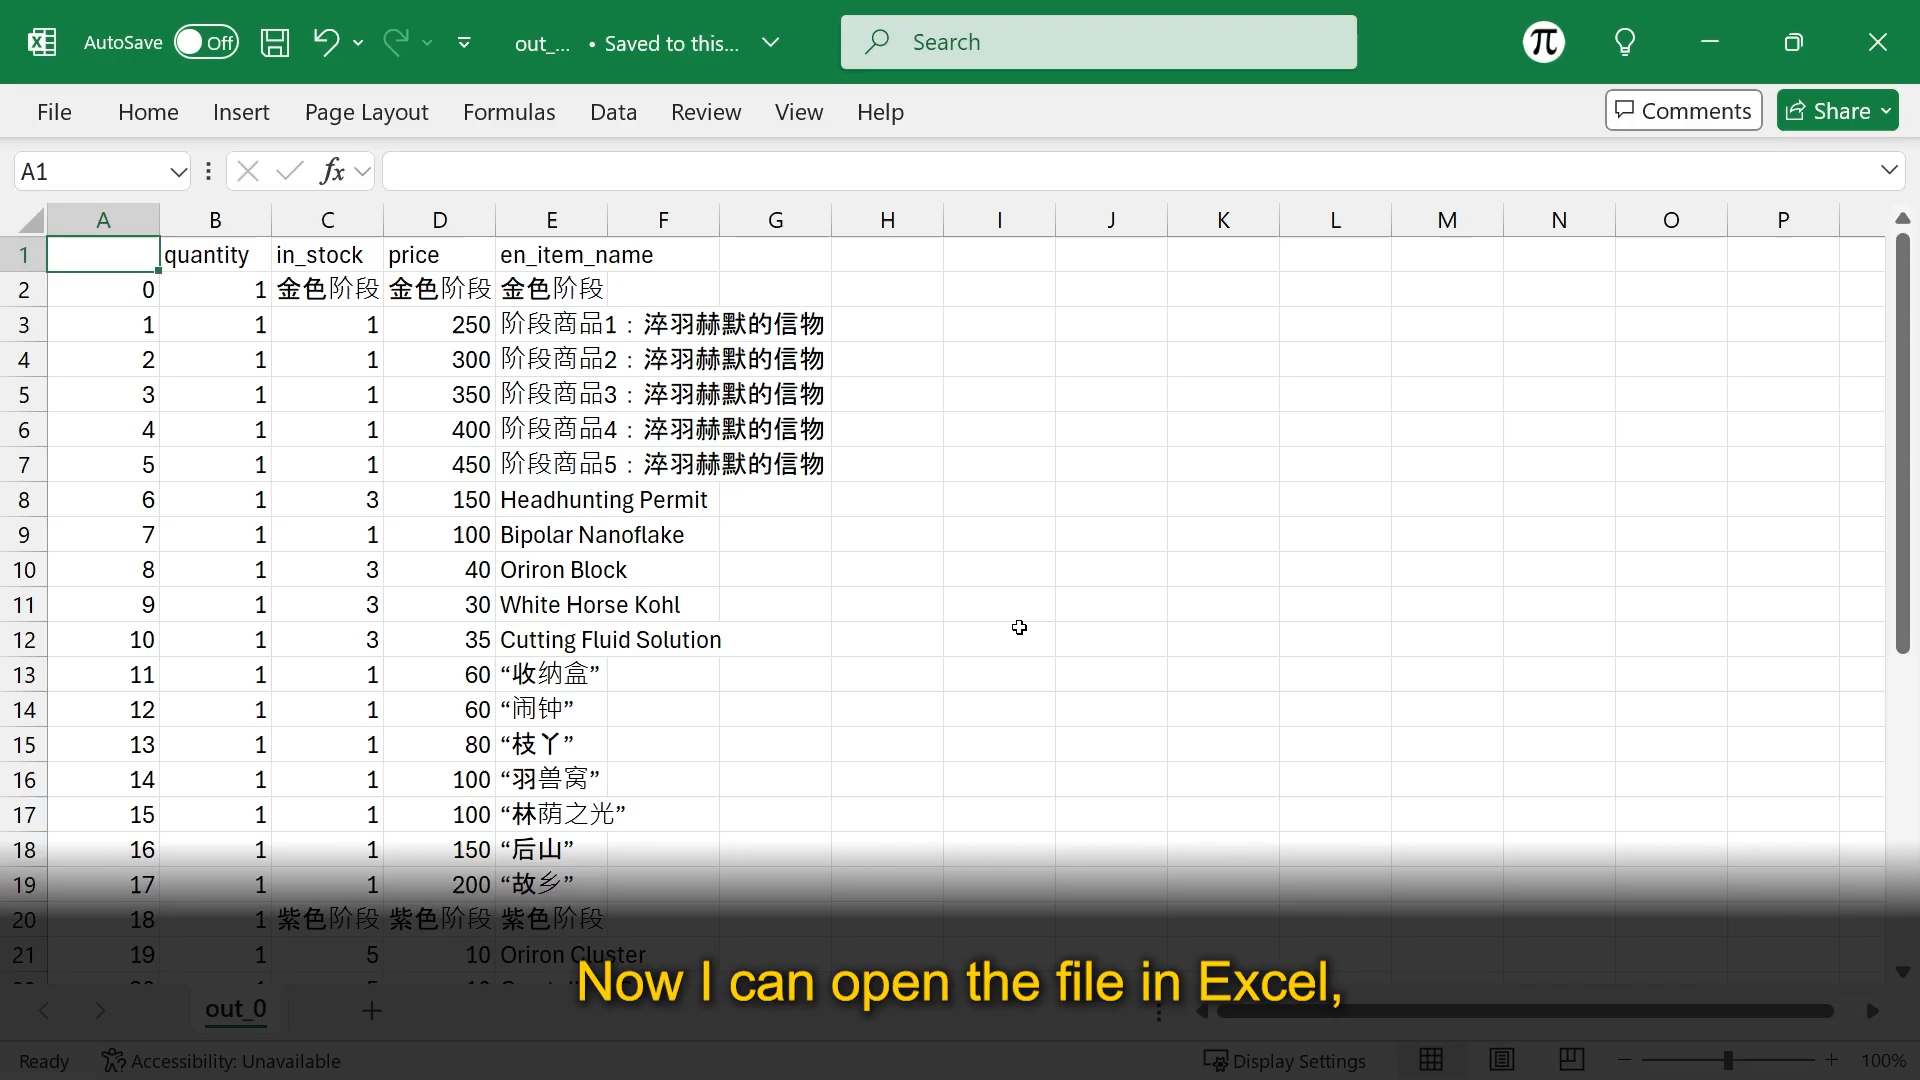 AutoSave Off out_... • Saved to this... Search
File Home Insert Page Layout Formulas Data Review View Help Comments Share
A1 fx
A B C D E F G H I J K L M N O P
1 quantity in_stock price en_item_name
2 0 1 金色阶段 金色阶段 金色阶段
3 1 1 1 250 阶段商品1：淬羽赫默的信物
4 2 1 1 300 阶段商品2：淬羽赫默的信物
5 3 1 1 350 阶段商品3：淬羽赫默的信物
6 4 1 1 400 阶段商品4：淬羽赫默的信物
7 5 1 1 450 阶段商品5：淬羽赫默的信物
8 6 1 3 150 Headhunting Permit
9 7 1 1 100 Bipolar Nanoflake
10 8 1 3 40 Oriron Block
11 9 1 3 30 White Horse Kohl
12 10 1 3 35 Cutting Fluid Solution
13 11 1 1 60 “收纳盒”
14 12 1 1 60 “闹钟”
15 13 1 1 80 “枝丫”
16 14 1 1 100 “羽兽窝”
17 15 1 1 100 “林荫之光”
18 16 1 1 150 “后山”
19 17 1 1 200 “故乡”
20 18 1 紫色阶段 紫色阶段 紫色阶段
21 19 1 5 10 Oriron Cluster
Now I can open the file in Excel,
out_0
Ready Accessibility: Unavailable Display Settings 100%